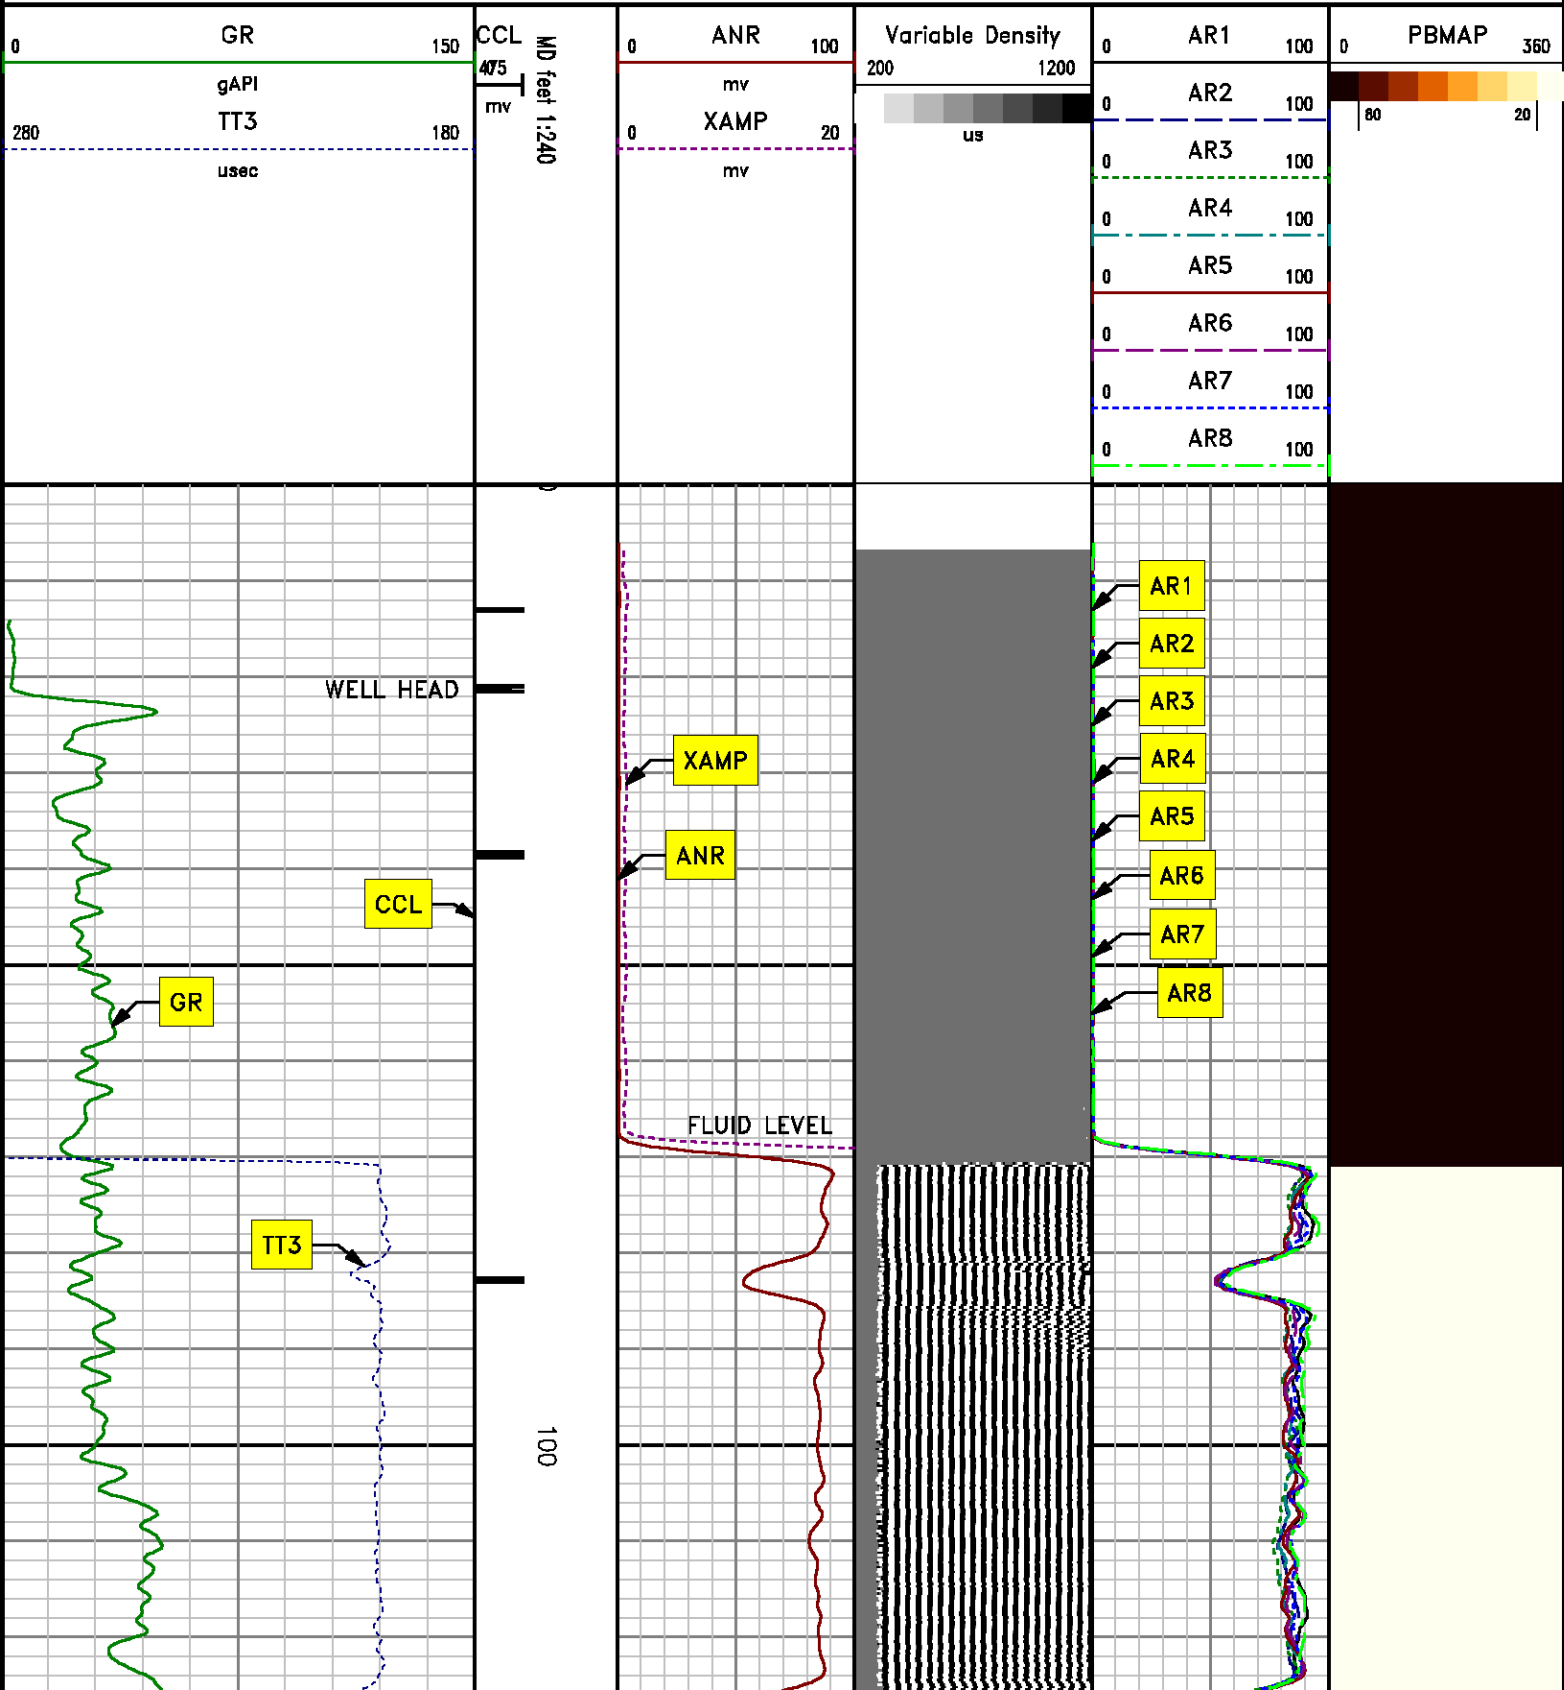 GR
0 150
gAPI
TT3
280 180
usec
CCL
mv
MD feet 1:240
ANR
0 100
mv
XAMP
0 20
mv
Variable Density
200 1200
us
AR1
0 100
AR2
0 100
AR3
0 100
AR4
0 100
AR5
0 100
AR6
0 100
AR7
0 100
AR8
0 100
PBMAP
0 360
80 20
AR1
AR2
WELL HEAD
AR3
XAMP
AR4
AR5
ANR
AR6
CCL
AR7
AR8
GR
FLUID LEVEL
TT3
100